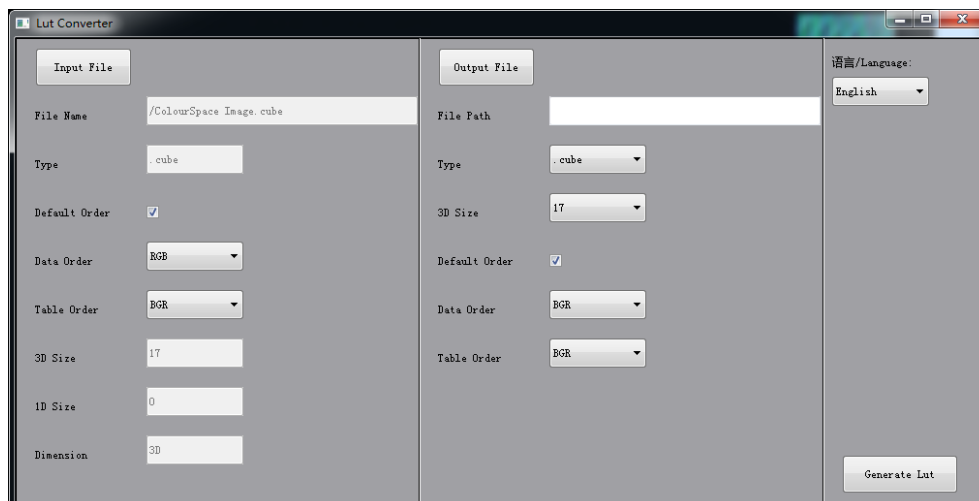 Lut Converter
Input File
File Name
/ColourSpace Image.cube
Type
.cube
Default Order
Data Order
RGB
Table Order
BGR
3D Size
17
1D Size
0
Dimension
3D
Output File
File Path
Type
.cube
3D Size
17
Default Order
Data Order
BGR
Table Order
BGR
语言/Language:
English
Generate Lut